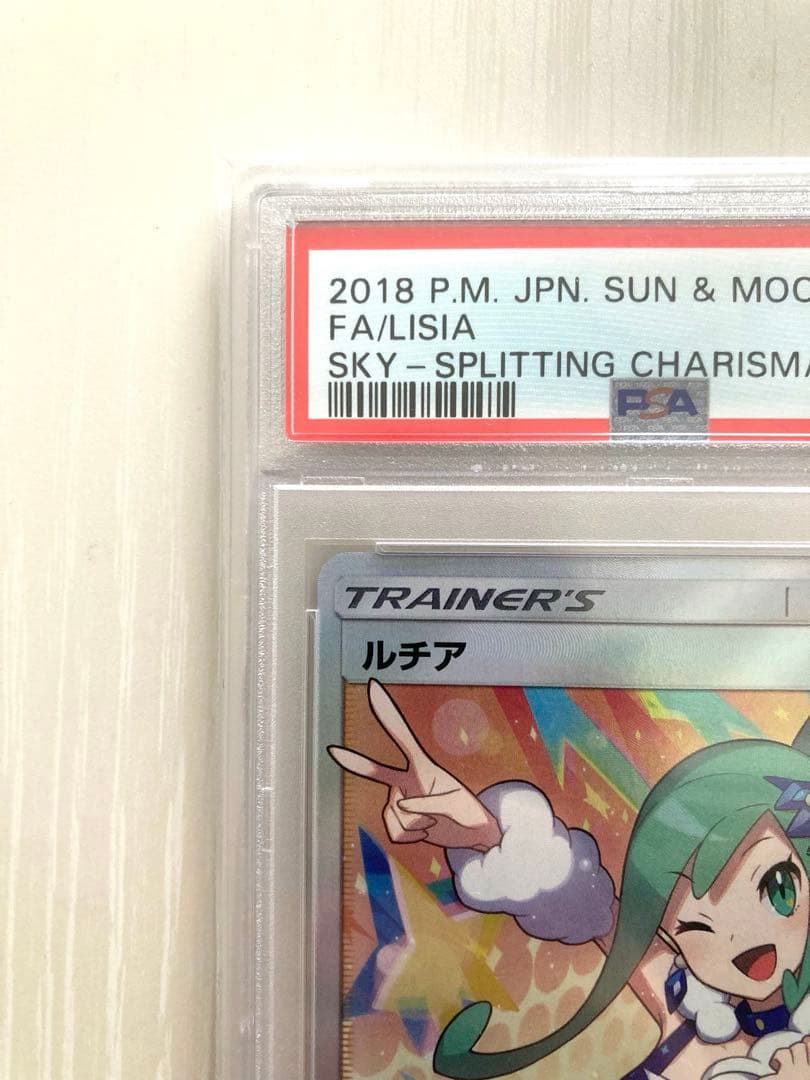 2018 P.M. JPN. SUN & MOO
FA/LISIA
SKY-SPLITTING CHARISMA
PSA
TRAINER'S
ルチア